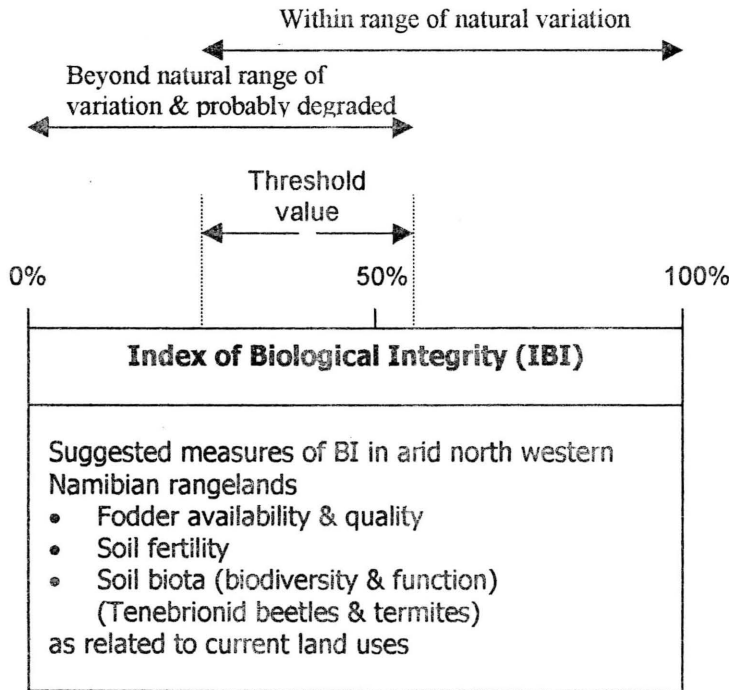 Within range of natural variation
Beyond natural range of
variation & probably degraded
Threshold
value
0%
50%
100%
Index of Biological Integrity (IBI)
Suggested measures of BI in arid north western
Namibian rangelands
• Fodder availability & quality
• Soil fertility
• Soil biota (biodiversity & function)
(Tenebrionid beetles & termites)
as related to current land uses